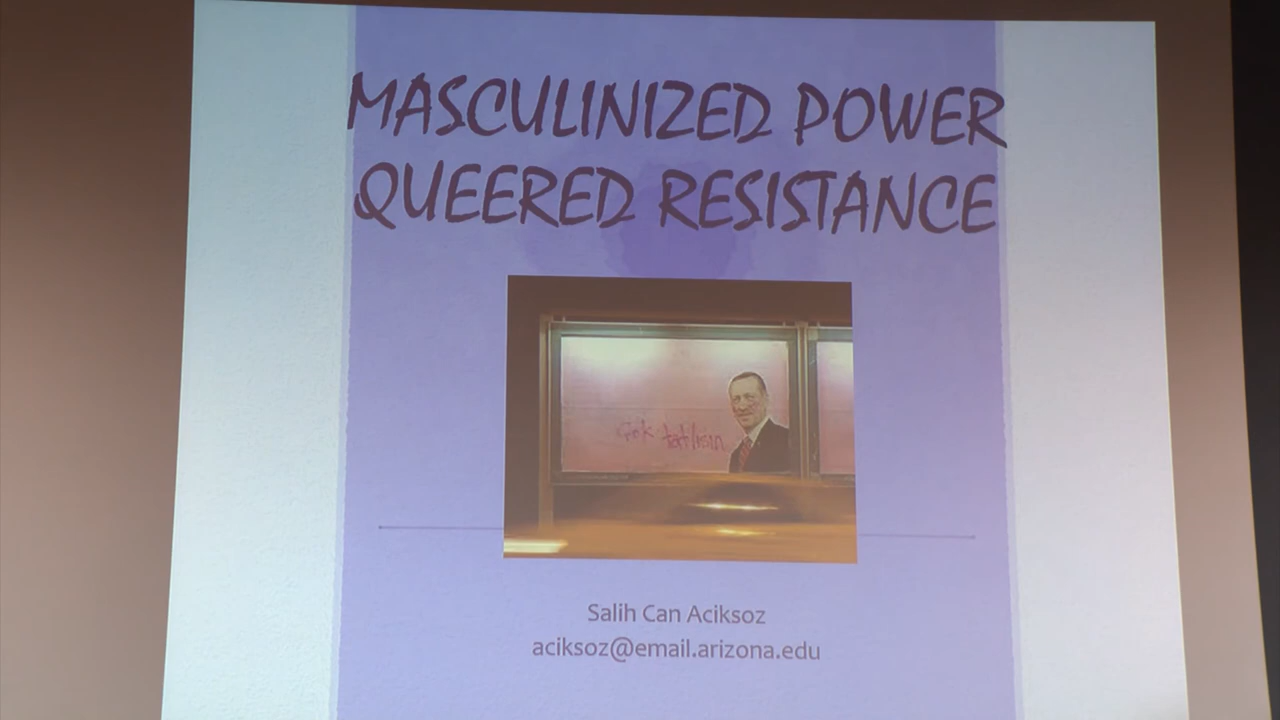 MASCULINIZED POWER
QUEERED RESISTANCE
Çok tatlısın
Salih Can Aciksoz
aciksoz@email.arizona.edu